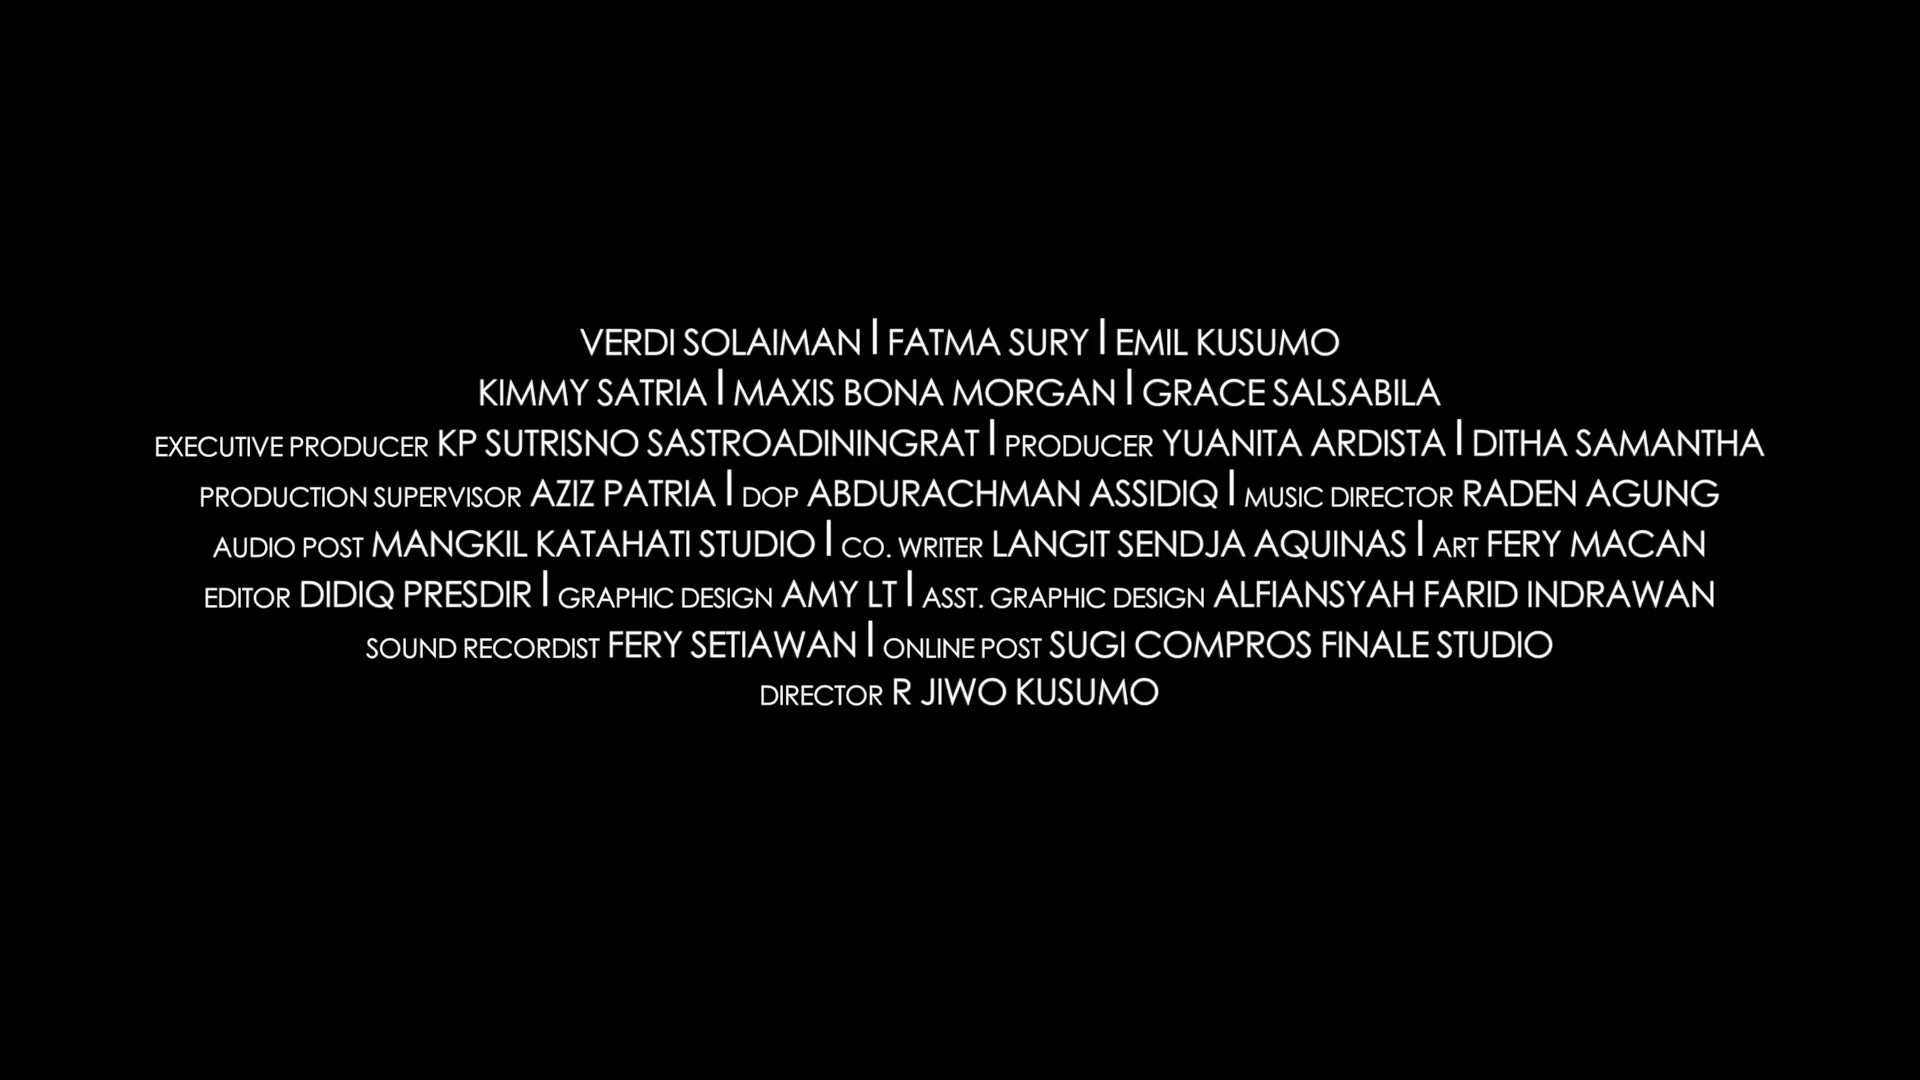 VERDI SOLAIMAN | FATMA SURY | EMIL KUSUMO
KIMMY SATRIA | MAXIS BONA MORGAN | GRACE SALSABILA
EXECUTIVE PRODUCER KP SUTRISNO SASTROADININGRAT | PRODUCER YUANITA ARDISTA | DITHA SAMANTHA
PRODUCTION SUPERVISOR AZIZ PATRIA | DOP ABDURACHMAN ASSIDIQ | MUSIC DIRECTOR RADEN AGUNG
AUDIO POST MANGKIL KATAHATI STUDIO | CO. WRITER LANGIT SENDJA AQUINAS | ART FERY MACAN
EDITOR DIDIQ PRESDIR | GRAPHIC DESIGN AMY LT | ASST. GRAPHIC DESIGN ALFIANSYAH FARID INDRAWAN
SOUND RECORDIST FERY SETIAWAN | ONLINE POST SUGI COMPROS FINALE STUDIO
DIRECTOR R JIWO KUSUMO